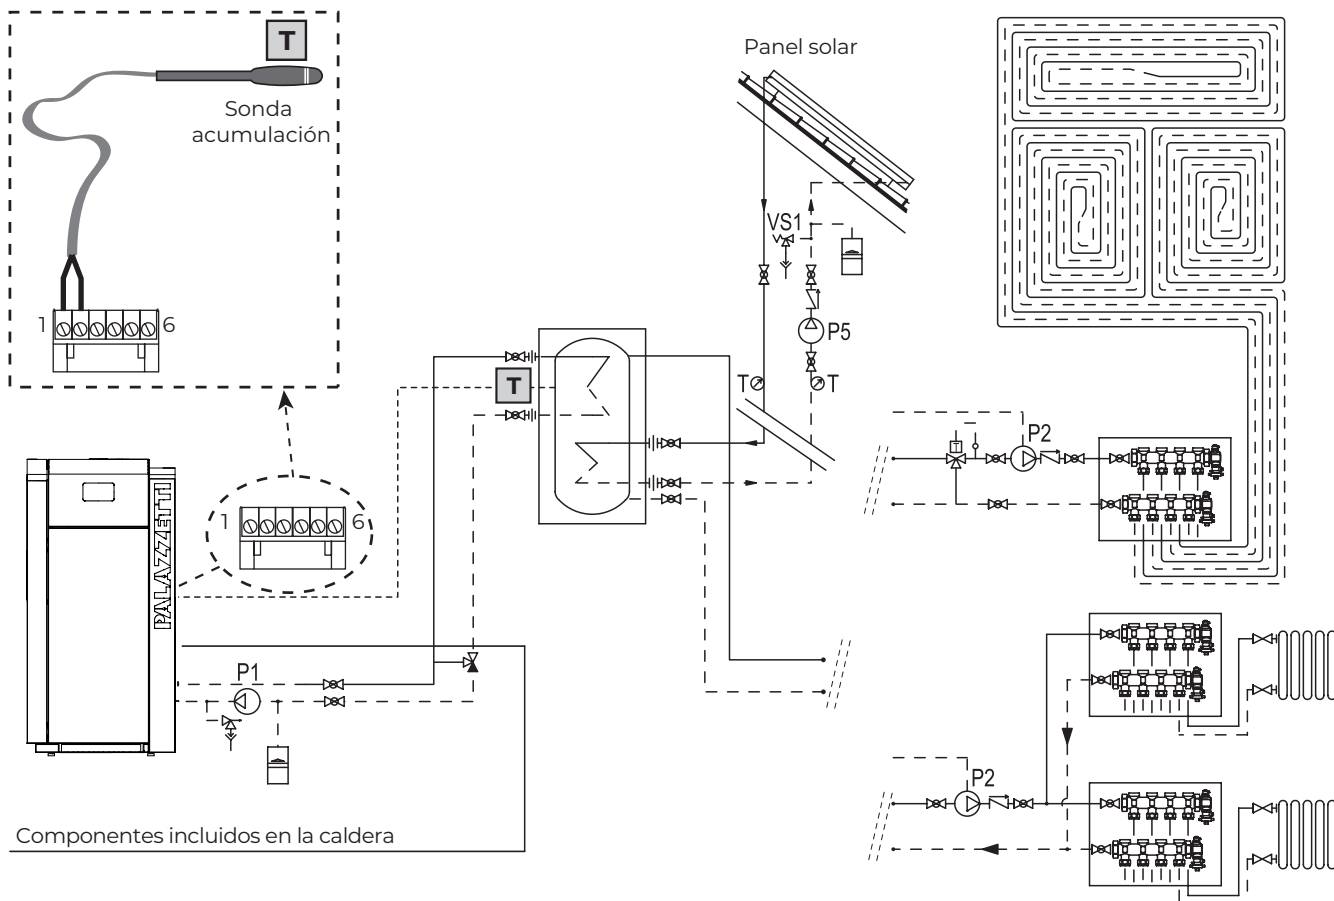 T
Sonda
acumulación
1
6
Panel solar
VS1
P5
T
T
T
P2
1
6
PALAZZETTI
P1
P2
Componentes incluidos en la caldera